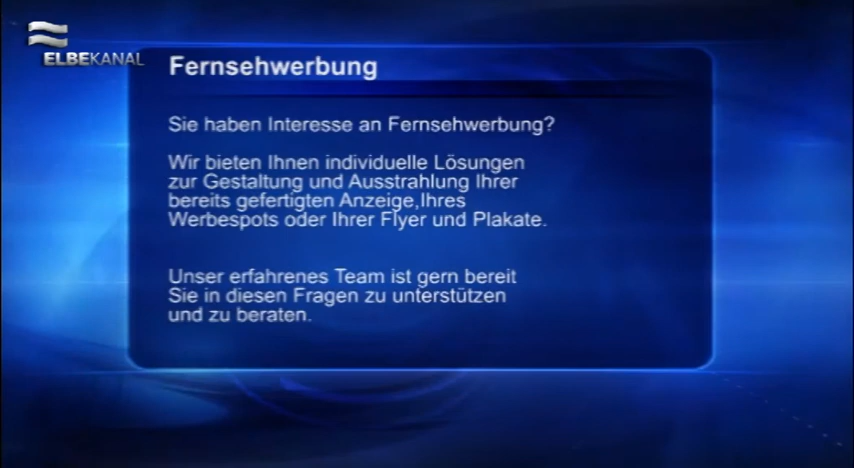 ELBEKANAL
Fernsehwerbung
Sie haben Interesse an Fernsehwerbung?
Wir bieten Ihnen individuelle Lösungen
zur Gestaltung und Ausstrahlung Ihrer
bereits gefertigten Anzeige,Ihres
Werbespots oder Ihrer Flyer und Plakate.
Unser erfahrenes Team ist gern bereit
Sie in diesen Fragen zu unterstützen
und zu beraten.